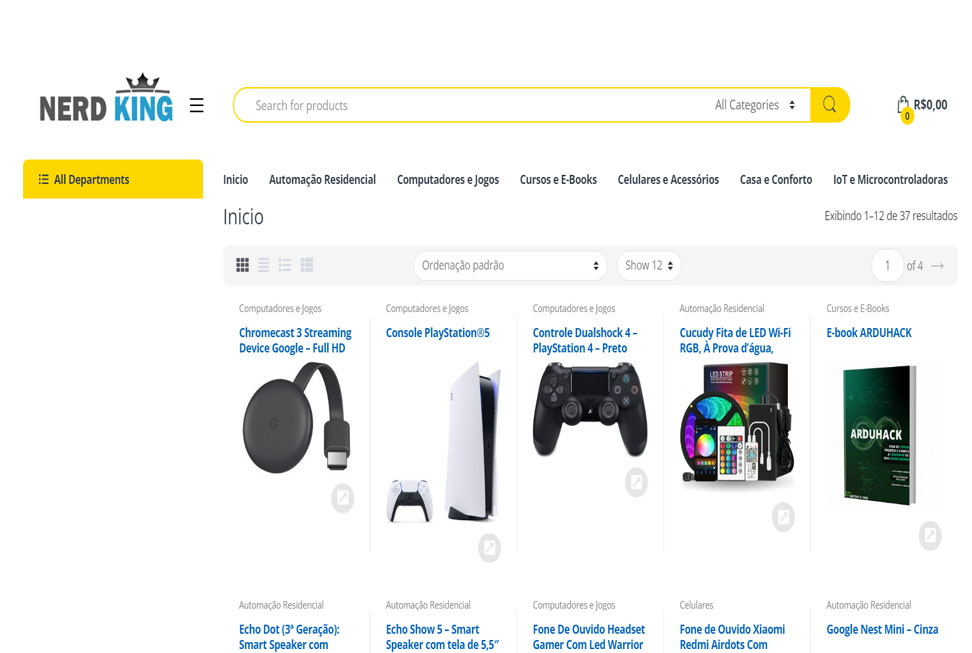 NERD KING
Search for products
All Categories
0
R$0,00
All Departments
Inicio
Automação Residencial
Computadores e Jogos
Cursos e E-Books
Celulares e Acessórios
Casa e Conforto
IoT e Microcontroladoras
Inicio
Exibindo 1–12 de 37 resultados
Ordenação padrão
Show 12
1
of 4
Computadores e Jogos
Chromecast 3 Streaming
Device Google – Full HD
Computadores e Jogos
Console PlayStation®5
Computadores e Jogos
Controle Dualshock 4 –
PlayStation 4 – Preto
Automação Residencial
Cucudy Fita de LED Wi-Fi
RGB, À Prova d’água,
LED STRIP
Cursos e E-Books
E-book ARDUHACK
ARDUHACK
Automação Residencial
Echo Dot (3ª Geração):
Smart Speaker com
Automação Residencial
Echo Show 5 – Smart
Speaker com tela de 5,5″
Computadores e Jogos
Fone De Ouvido Headset
Gamer Com Led Warrior
Celulares
Fone de Ouvido Xiaomi
Redmi Airdots Com
Automação Residencial
Google Nest Mini – Cinza